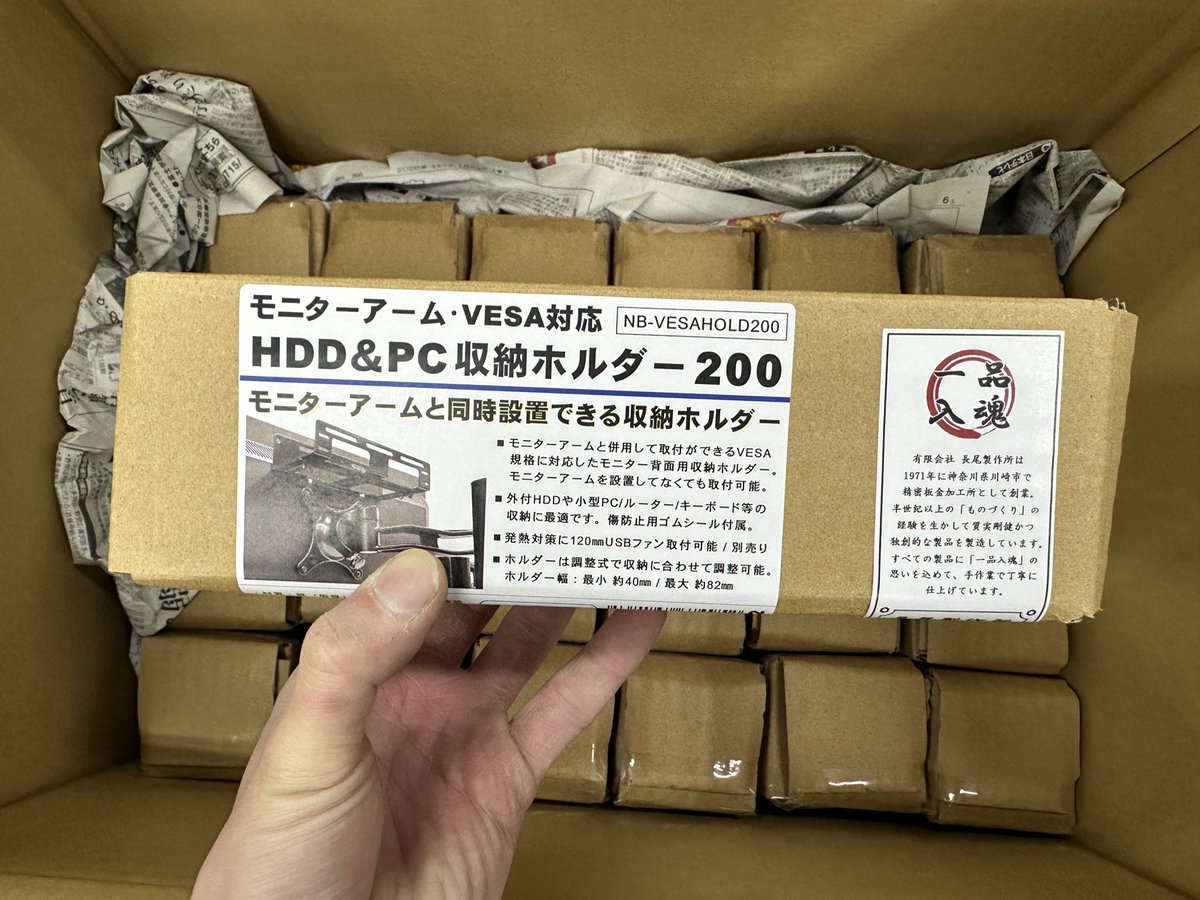 モニターアーム・VESA対応
NB-VESAHOLD200
HDD&PC収納ホルダー200
モニターアームと同時設置できる収納ホルダー
■モニターアームと併用して取付ができるVESA
規格に対応したモニター背面用収納ホルダー。
モニターアームを設置してなくても取付可能。
■外付HDDや小型PC/ルーター/キーボード等の
収納に最適です。傷防止用ゴムシール付属。
■発熱対策に120mmUSBファン取付可能 / 別売り
■ホルダーは調整式で収納に合わせて調整可能。
ホルダー幅：最小 約40mm / 最大 約82mm
一品
入魂
有限会社 長尾製作所は
1971年に神奈川県川崎市で
精密板金加工所として創業。
半世紀以上の「ものづくり」の
経験を生かして質実剛健かつ
独創的な製品を製造しています。
すべての製品に「一品入魂」の
思いを込めて、手作業で丁寧に
仕上げています。
日本テレビ